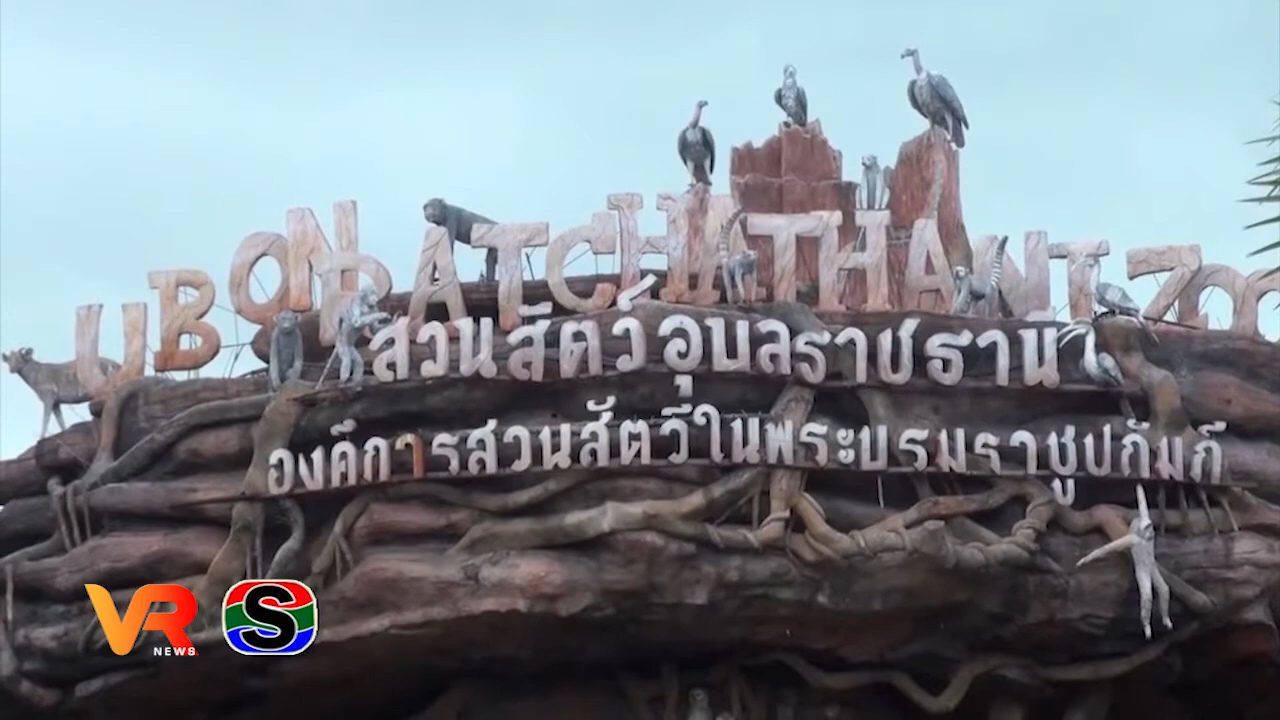 UBON RATCHATHANI ZOO
สวนสัตว์อุบลราชธานี
องค์การสวนสัตว์ในพระบรมราชูปถัมภ์
VR
NEWS
S